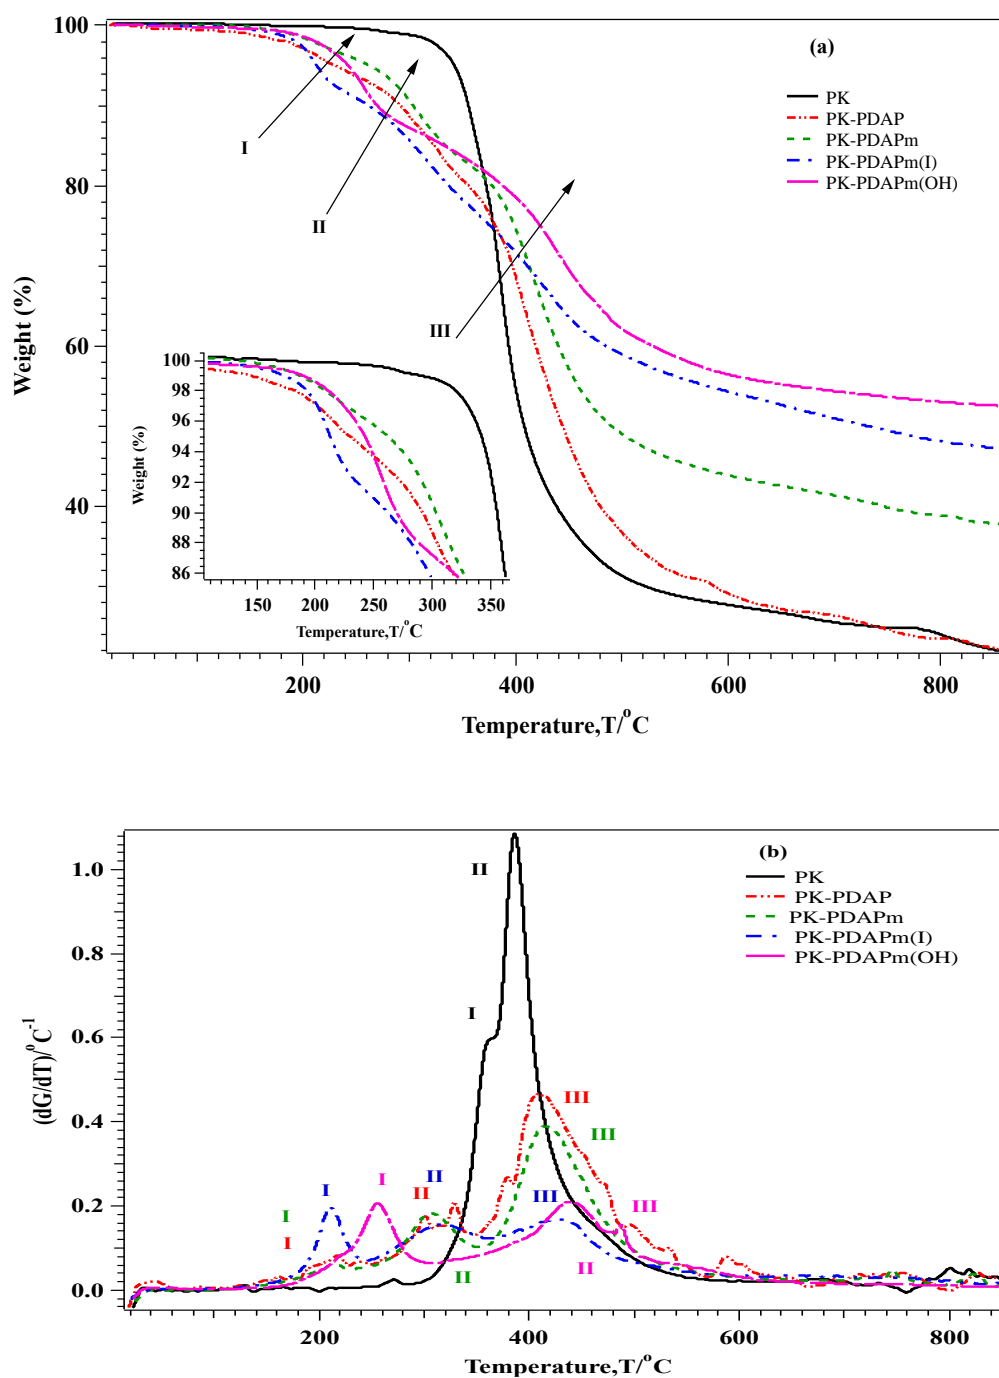 100
80
60
40
Weight (%)
200
400
600
800
Temperature,T/°C
(a)
PK
PK-PDAP
PK-PDAPm
PK-PDAPm(I)
PK-PDAPm(OH)
I
II
III
100
98
96
94
92
90
88
86
Weight (%)
150
200
250
300
350
Temperature,T/°C
1.0
0.8
0.6
0.4
0.2
0.0
(dG/dT)/°C-1
200
400
600
800
Temperature,T/°C
(b)
PK
PK-PDAP
PK-PDAPm
PK-PDAPm(I)
PK-PDAPm(OH)
II
I
III
III
I
I
II
II
III
III
I
I
II
II